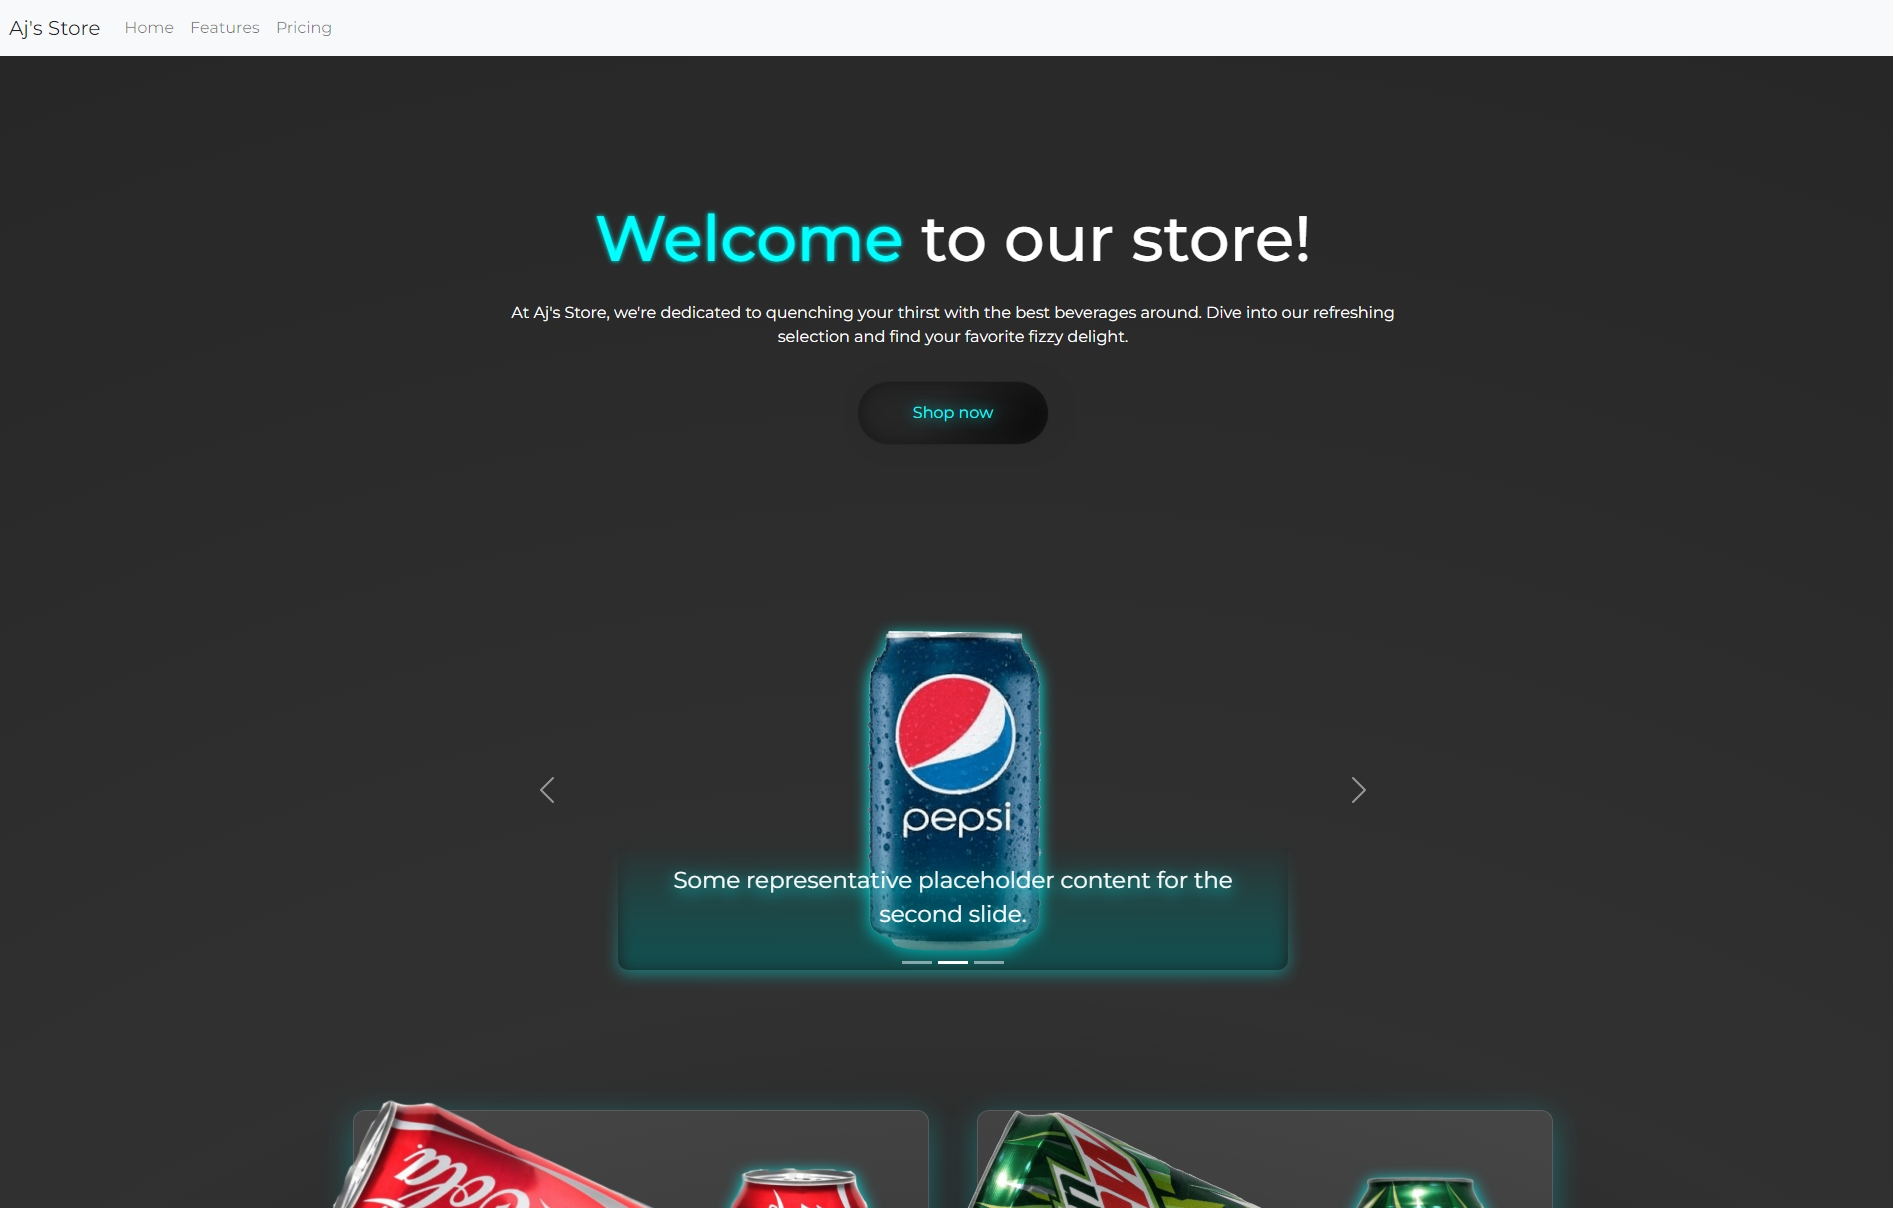 Aj's Store Home Features Pricing
Welcome to our store!
At Aj's Store, we're dedicated to quenching your thirst with the best beverages around. Dive into our refreshing
selection and find your favorite fizzy delight.
Shop now
pepsi
Some representative placeholder content for the
second slide.
Cola